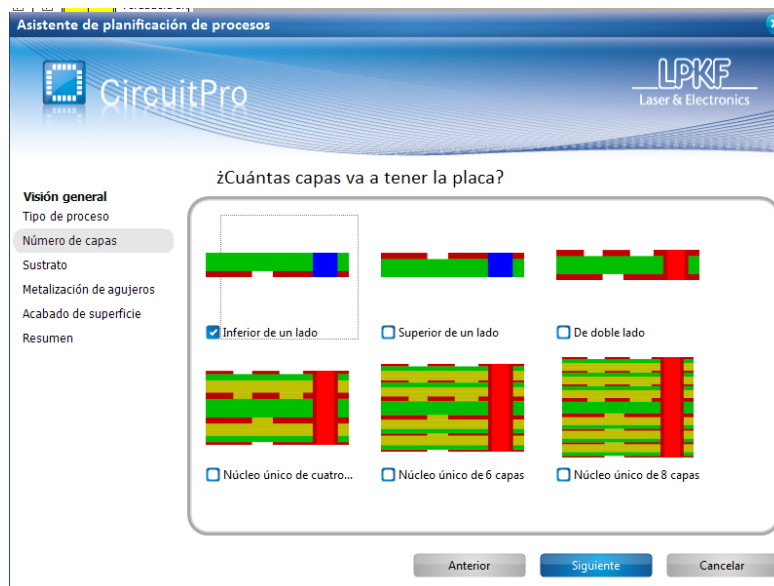 Asistente de planificación de procesos
CircuitPro
LPKF
Laser & Electronics
żCuántas capas va a tener la placa?
Visión general
Tipo de proceso
Número de capas
Sustrato
Metalización de agujeros
Acabado de superficie
Resumen
Inferior de un lado
Superior de un lado
De doble lado
Núcleo único de cuatro...
Núcleo único de 6 capas
Núcleo único de 8 capas
Anterior
Siguiente
Cancelar